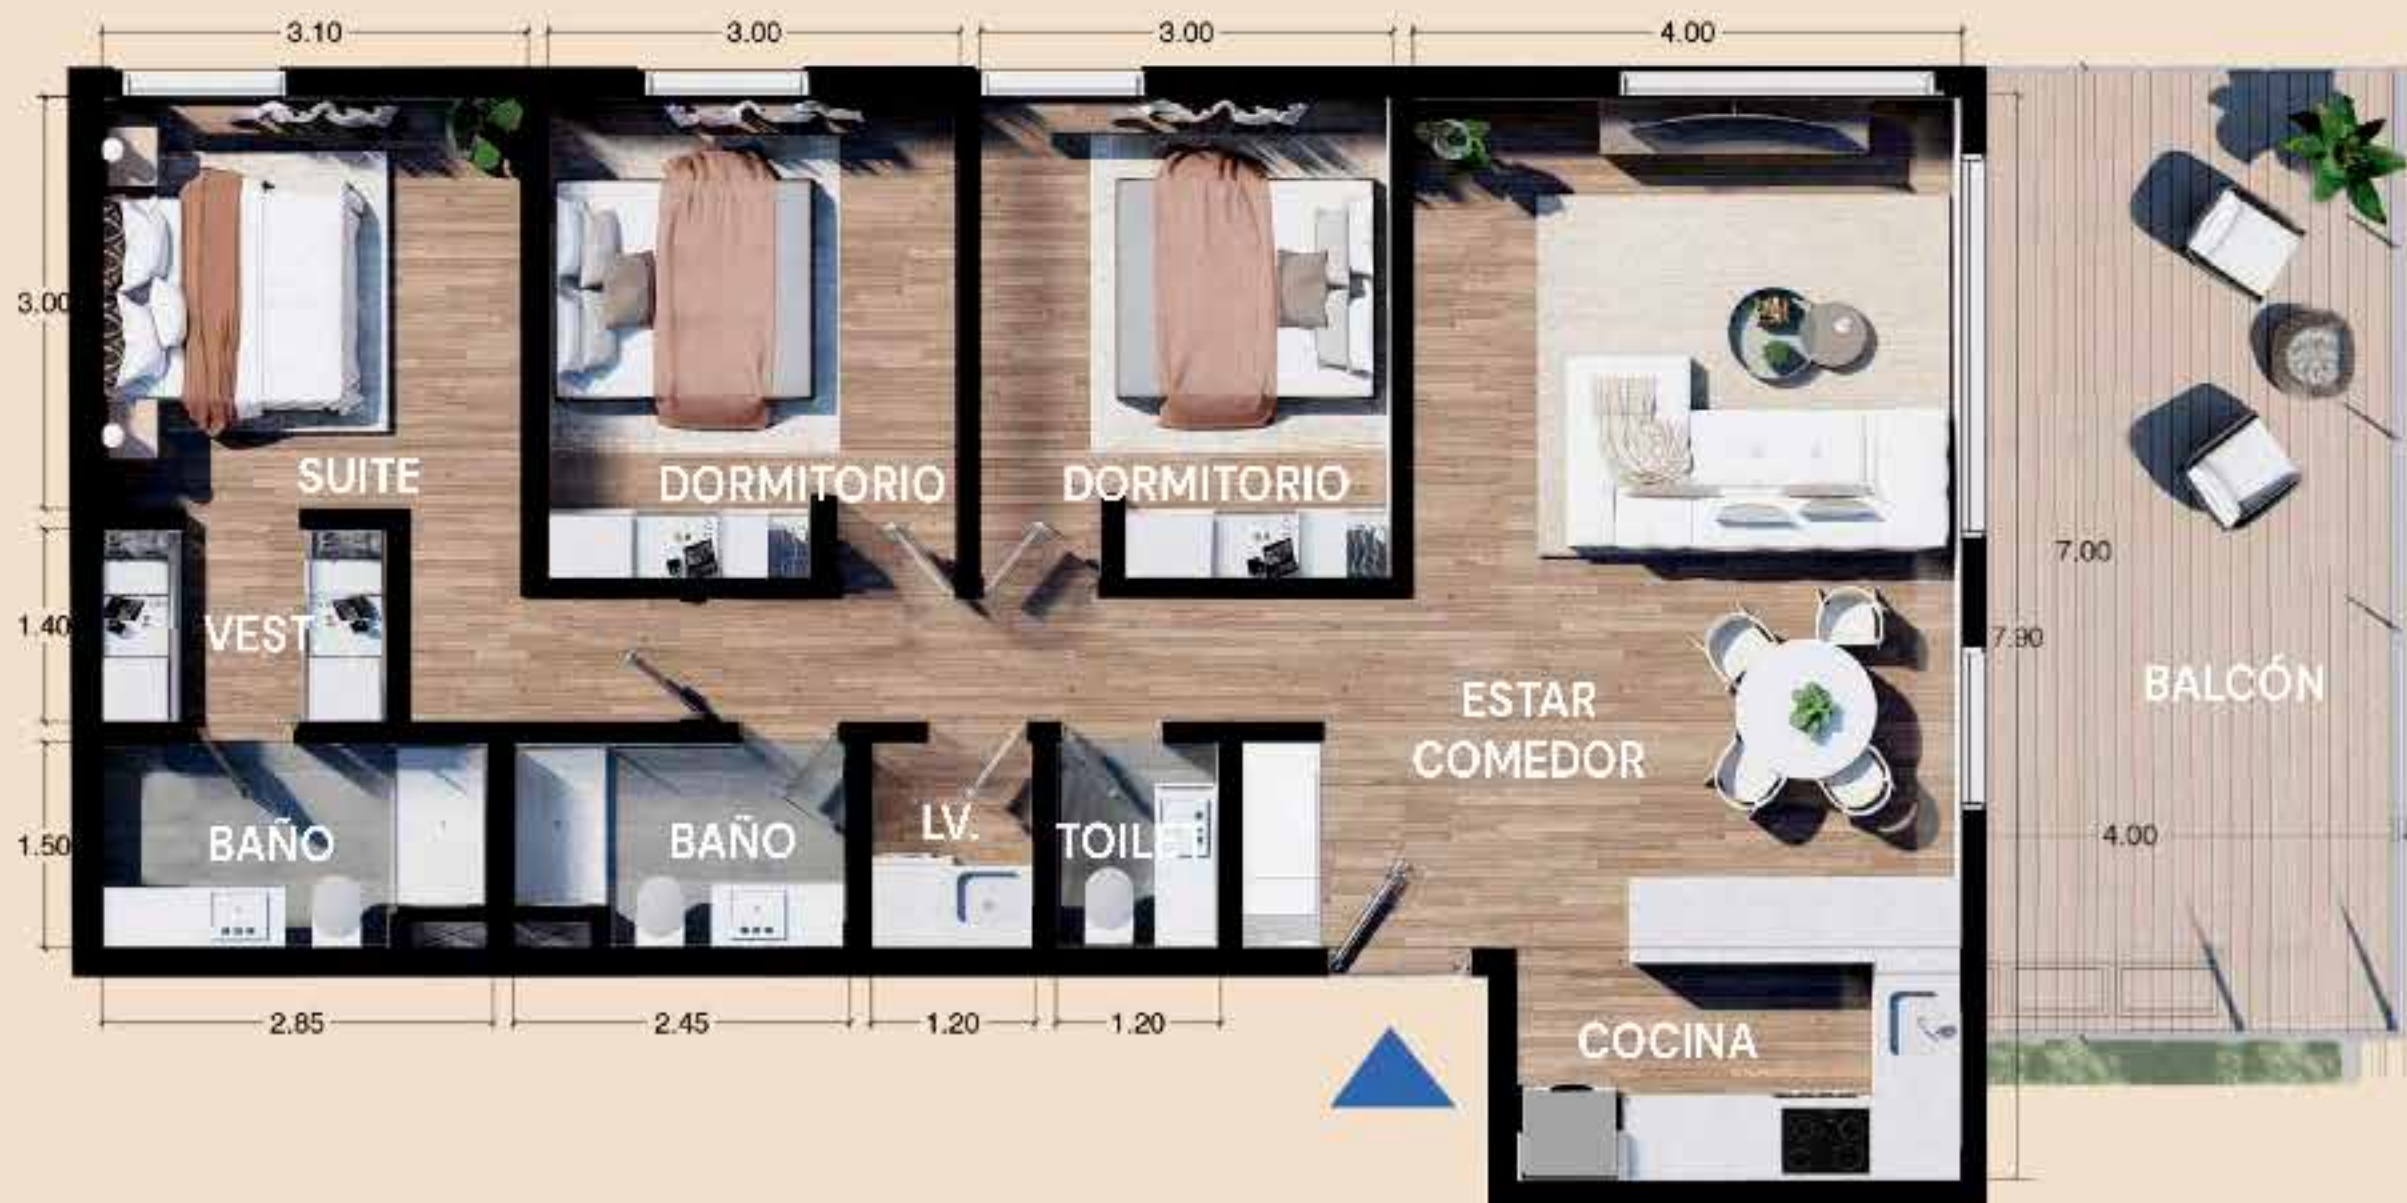 3.10
3.00
3.00
4.00
3.00
SUITE
DORMITORIO
DORMITORIO
7.00
1.40
VEST
7.90
ESTAR
COMEDOR
BALCÓN
1.50
BAÑO
BAÑO
LV.
TOILET
4.00
2.85
2.45
1.20
1.20
COCINA